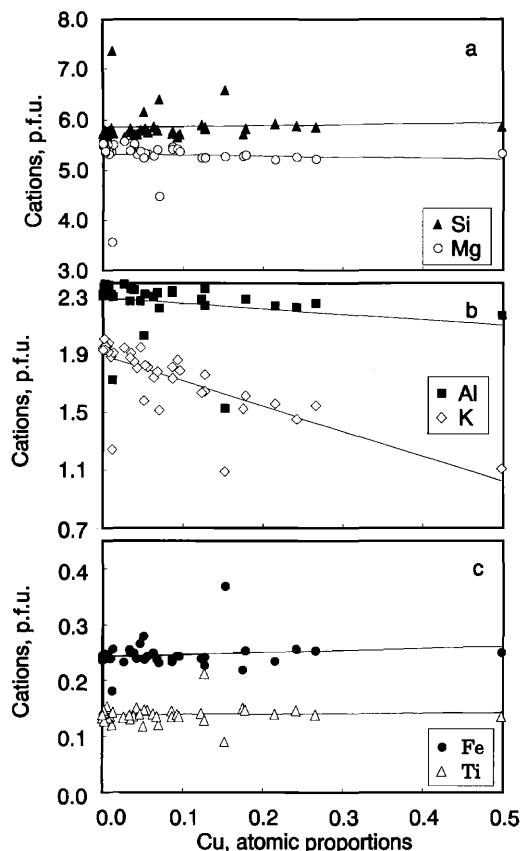 8.0
a
7.0
6.0
5.0
4.0
3.0
Cations, p.f.u.
Si
Mg
2.3
b
1.9
1.5
1.1
0.7
Cations, p.f.u.
Al
K
0.4
c
0.3
0.2
0.1
0.0
Cations, p.f.u.
Fe
Ti
0.0 0.1 0.2 0.3 0.4 0.5
Cu, atomic proportions